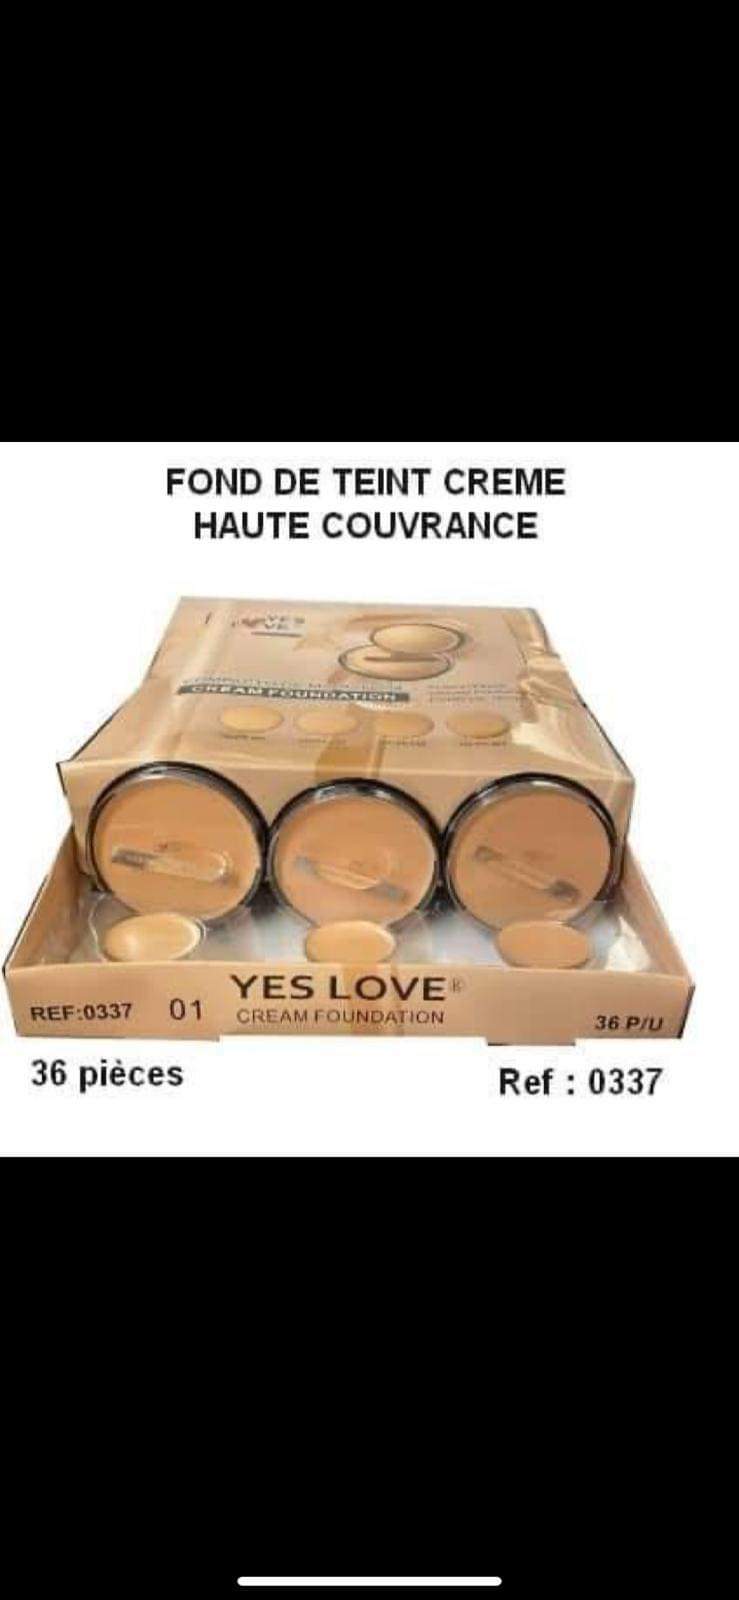 FOND DE TEINT CREME
HAUTE COUVRANCE
YES
LOVE
CREAM FOUNDATION
REF:0337 01 YES LOVE®
CREAM FOUNDATION
36 P/U
36 pièces
Ref : 0337